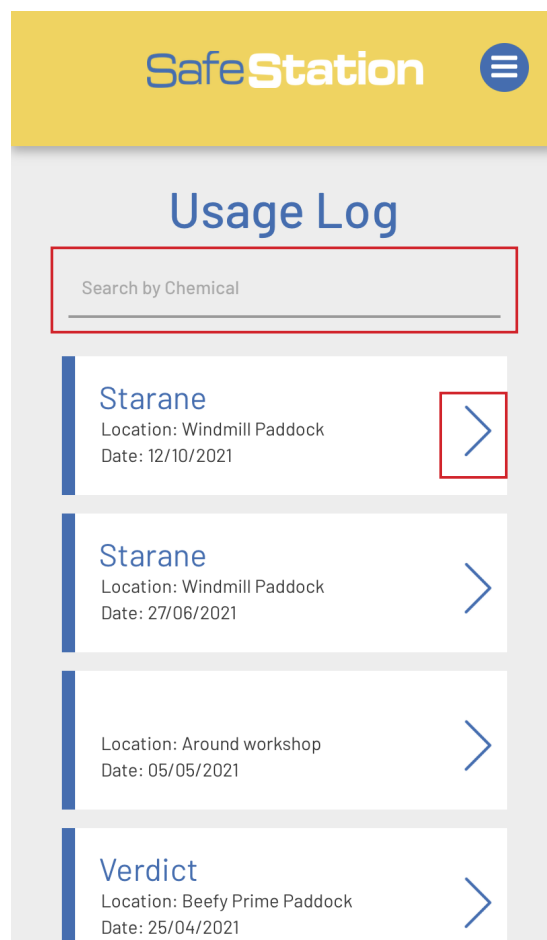 SafeStation
Usage Log
Search by Chemical
Starane
Location: Windmill Paddock
Date: 12/10/2021
Starane
Location: Windmill Paddock
Date: 27/06/2021
Location: Around workshop
Date: 05/05/2021
Verdict
Location: Beefy Prime Paddock
Date: 25/04/2021